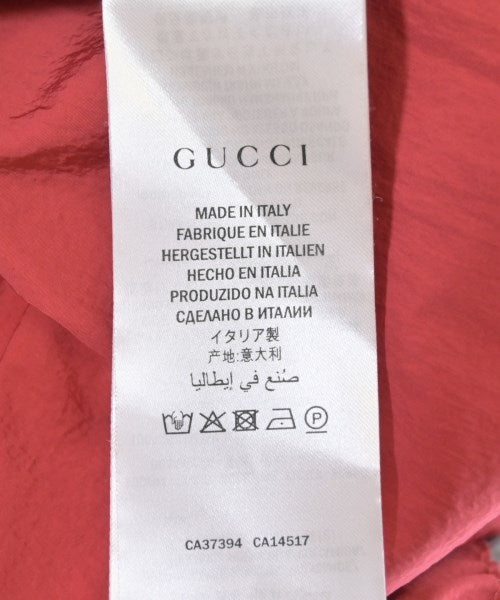 GUCCI
MADE IN ITALY
FABRIQUE EN ITALIE
HERGESTELLT IN ITALIEN
HECHO EN ITALIA
PRODUZIDO NA ITALIA
СДЕЛАНО В ИТАЛИИ
イタリア製
产地:意大利
صُنع في إيطاليا
P
CA37394 CA14517